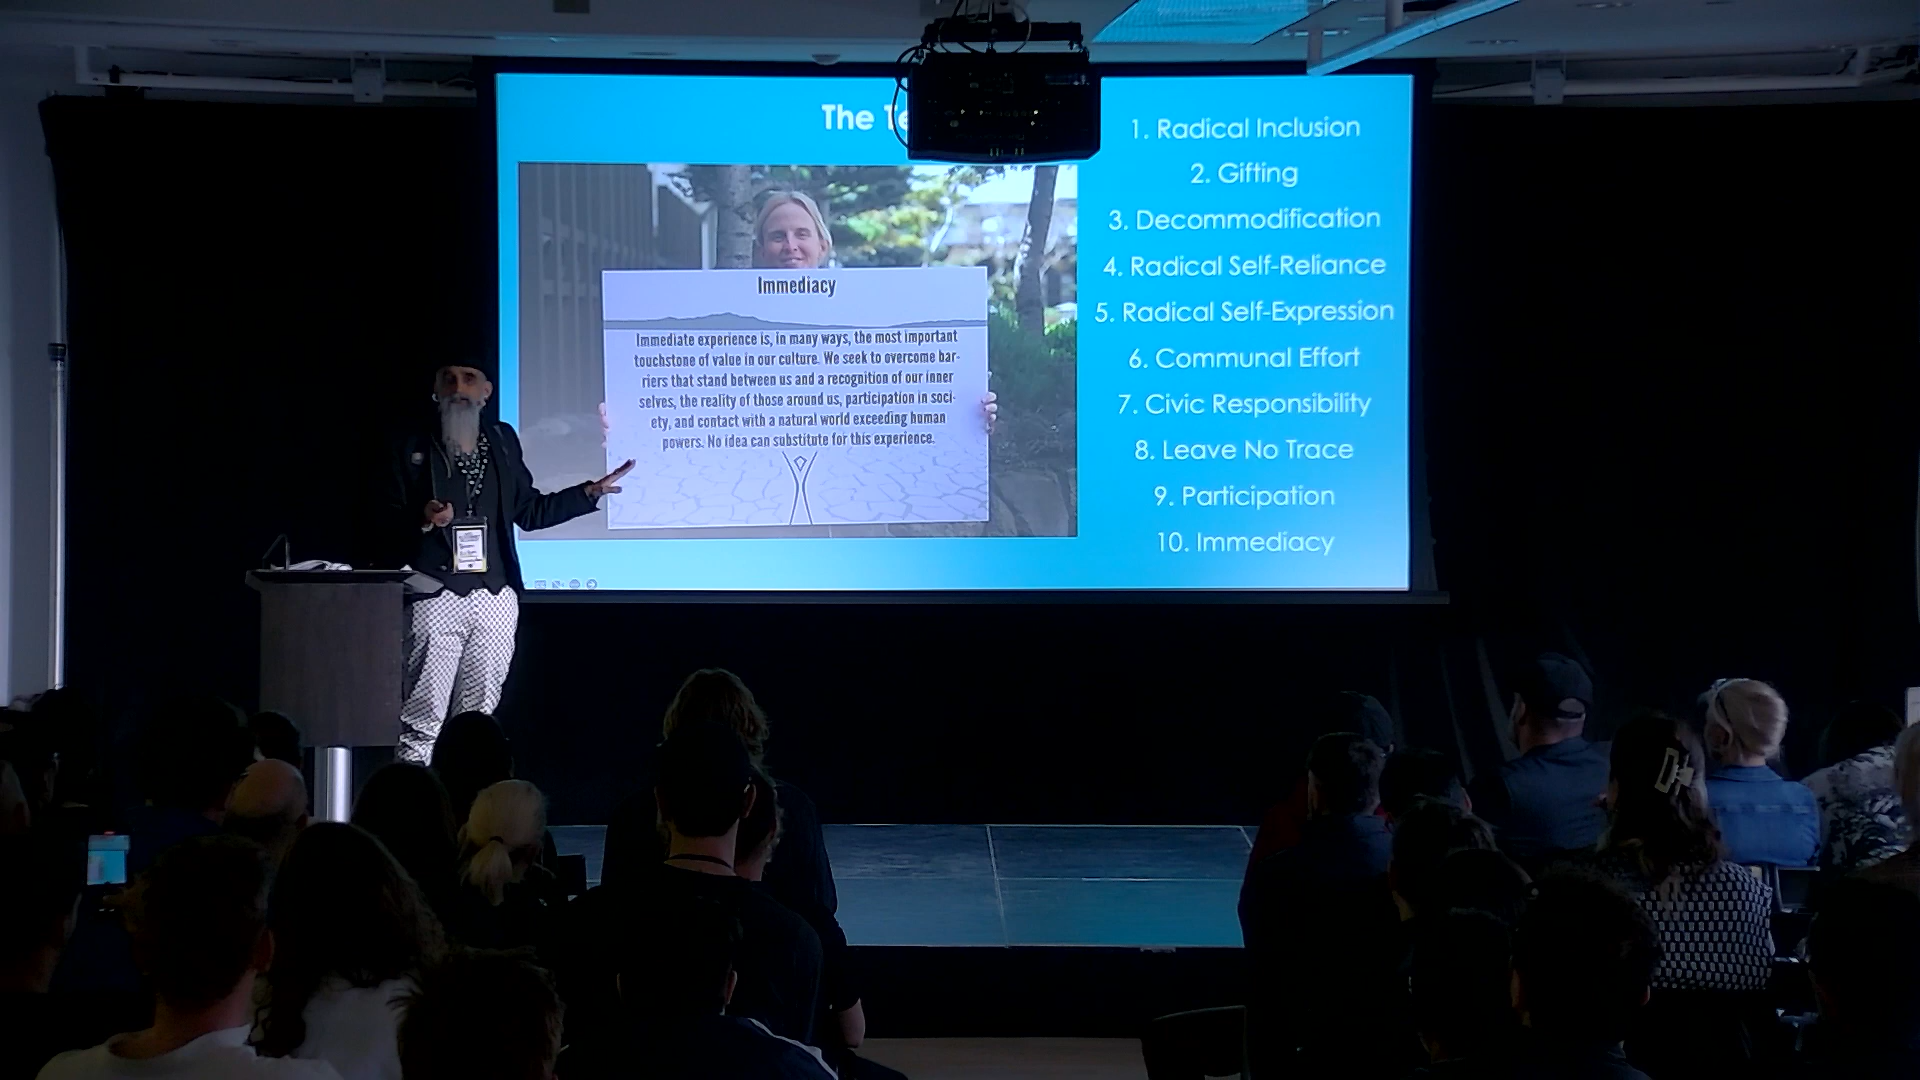 The Te
Immediacy
Immediate experience is, in many ways, the most important
touchstone of value in our culture. We seek to overcome bar-
riers that stand between us and a recognition of our inner
selves, the reality of those around us, participation in soci-
ety, and contact with a natural world exceeding human
powers. No idea can substitute for this experience.
1. Radical Inclusion
2. Gifting
3. Decommodification
4. Radical Self-Reliance
5. Radical Self-Expression
6. Communal Effort
7. Civic Responsibility
8. Leave No Trace
9. Participation
10. Immediacy